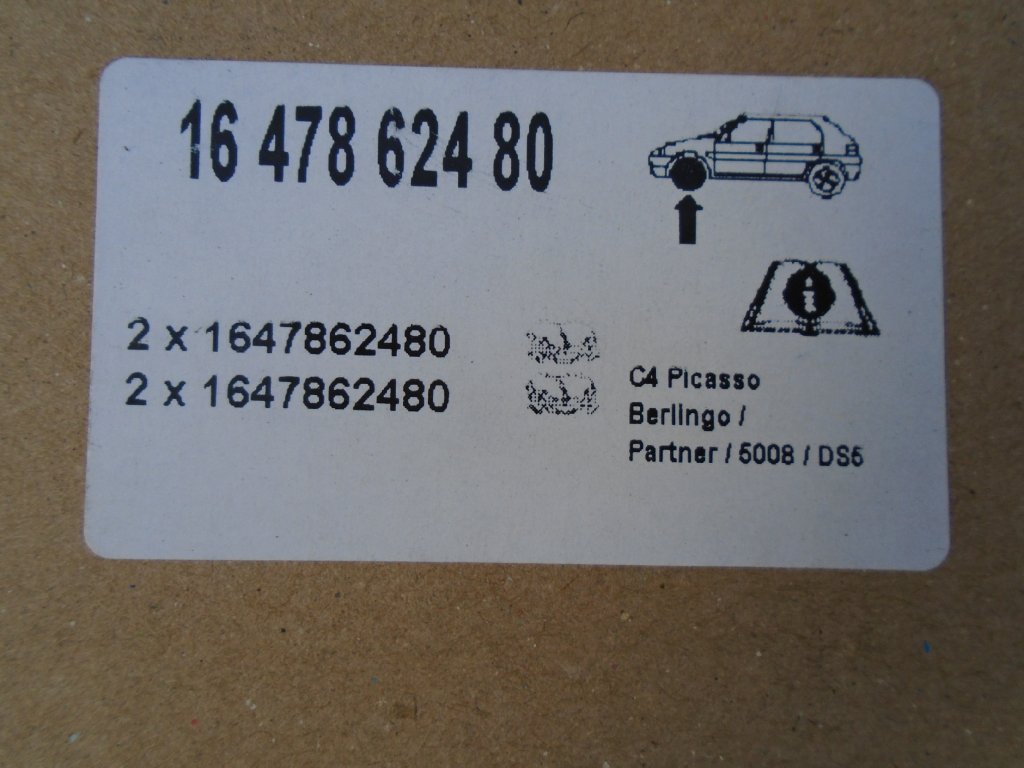 16 478 624 80
2 x 1647862480
2 x 1647862480
C4 Picasso
Berlingo /
Partner / 5008 / DS5